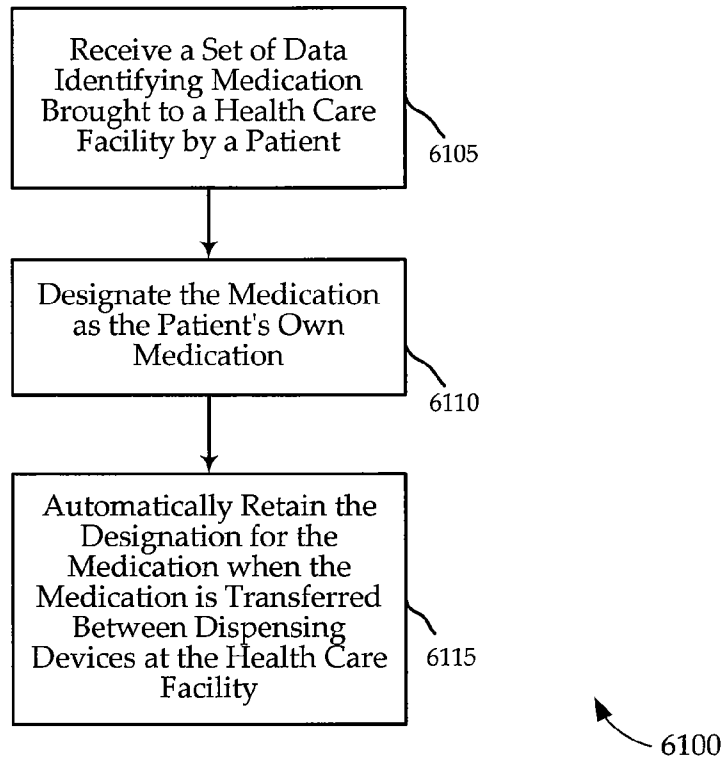 Receive a Set of Data
Identifying Medication
Brought to a Health Care
Facility by a Patient
6105
Designate the Medication
as the Patient's Own
Medication
6110
Automatically Retain the
Designation for the
Medication when the
Medication is Transferred
Between Dispensing
Devices at the Health Care
Facility
6115
6100